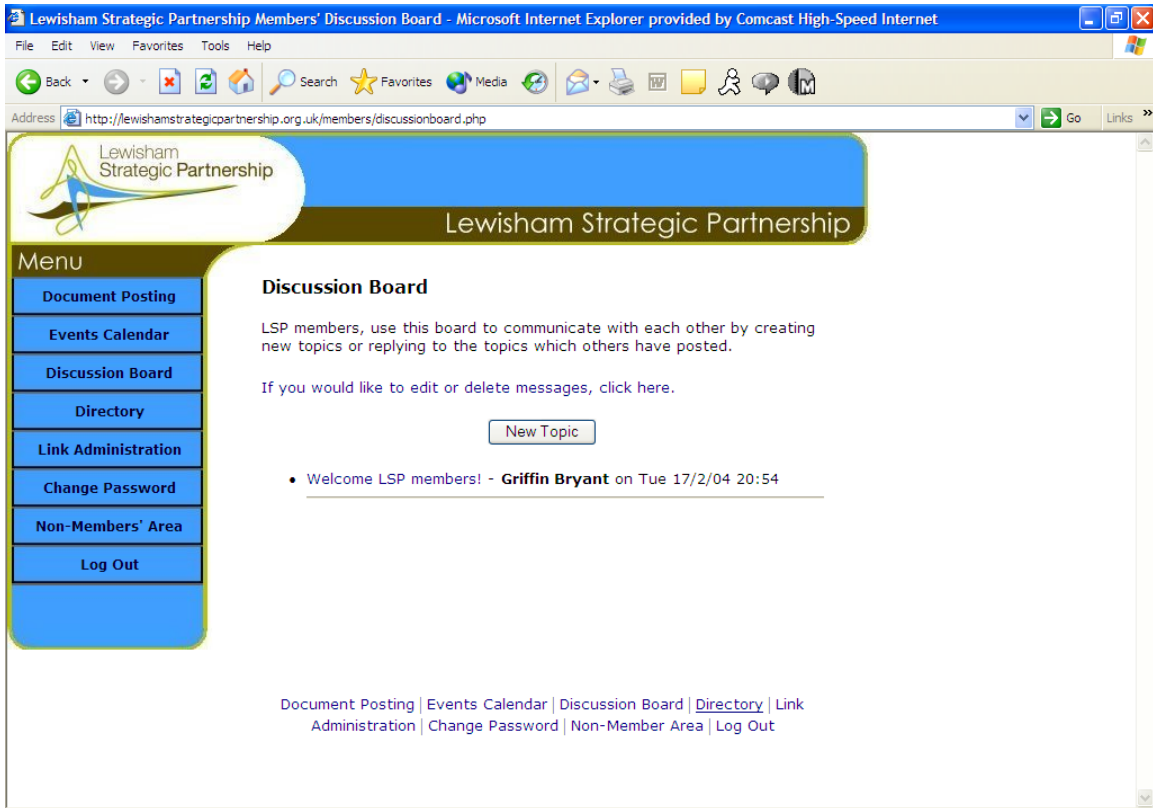 Lewisham Strategic Partnership Members' Discussion Board - Microsoft Internet Explorer provided by Comcast High-Speed Internet
File Edit View Favorites Tools Help
Back Search Favorites Media
Address http://lewishamstrategicpartnership.org.uk/members/discussionboard.php Go Links »
Lewisham
Strategic Partnership
Lewisham Strategic Partnership
Menu
Document Posting
Events Calendar
Discussion Board
Directory
Link Administration
Change Password
Non-Members' Area
Log Out
Discussion Board
LSP members, use this board to communicate with each other by creating
new topics or replying to the topics which others have posted.
If you would like to edit or delete messages, click here.
New Topic
• Welcome LSP members! - Griffin Bryant on Tue 17/2/04 20:54
Document Posting | Events Calendar | Discussion Board | Directory | Link
Administration | Change Password | Non-Member Area | Log Out